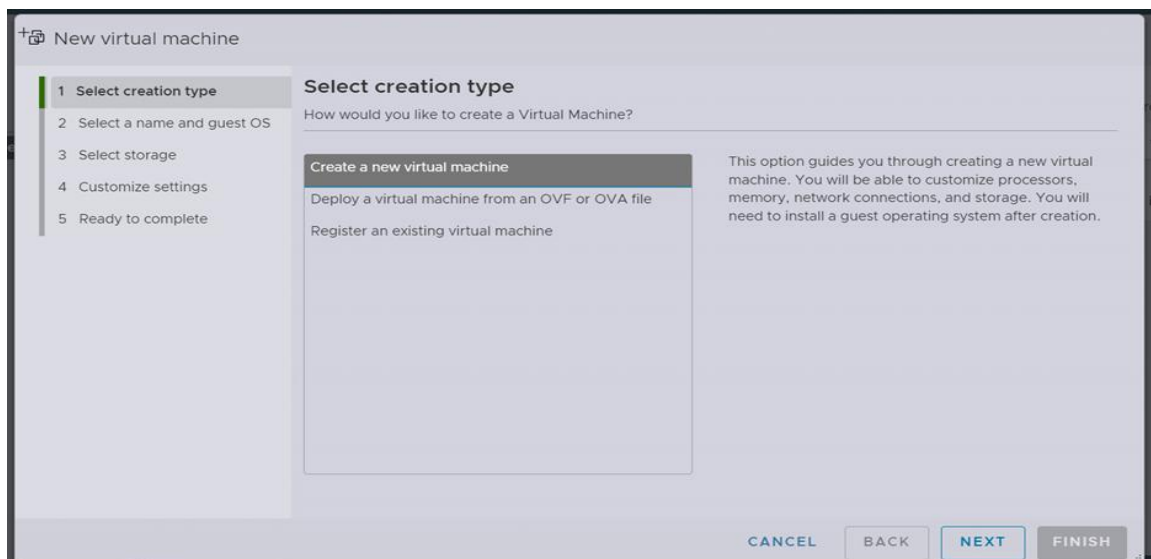 New virtual machine
1 Select creation type
2 Select a name and guest OS
3 Select storage
4 Customize settings
5 Ready to complete
Select creation type
How would you like to create a Virtual Machine?
Create a new virtual machine
Deploy a virtual machine from an OVF or OVA file
Register an existing virtual machine
This option guides you through creating a new virtual
machine. You will be able to customize processors,
memory, network connections, and storage. You will
need to install a guest operating system after creation.
CANCEL
BACK
NEXT
FINISH